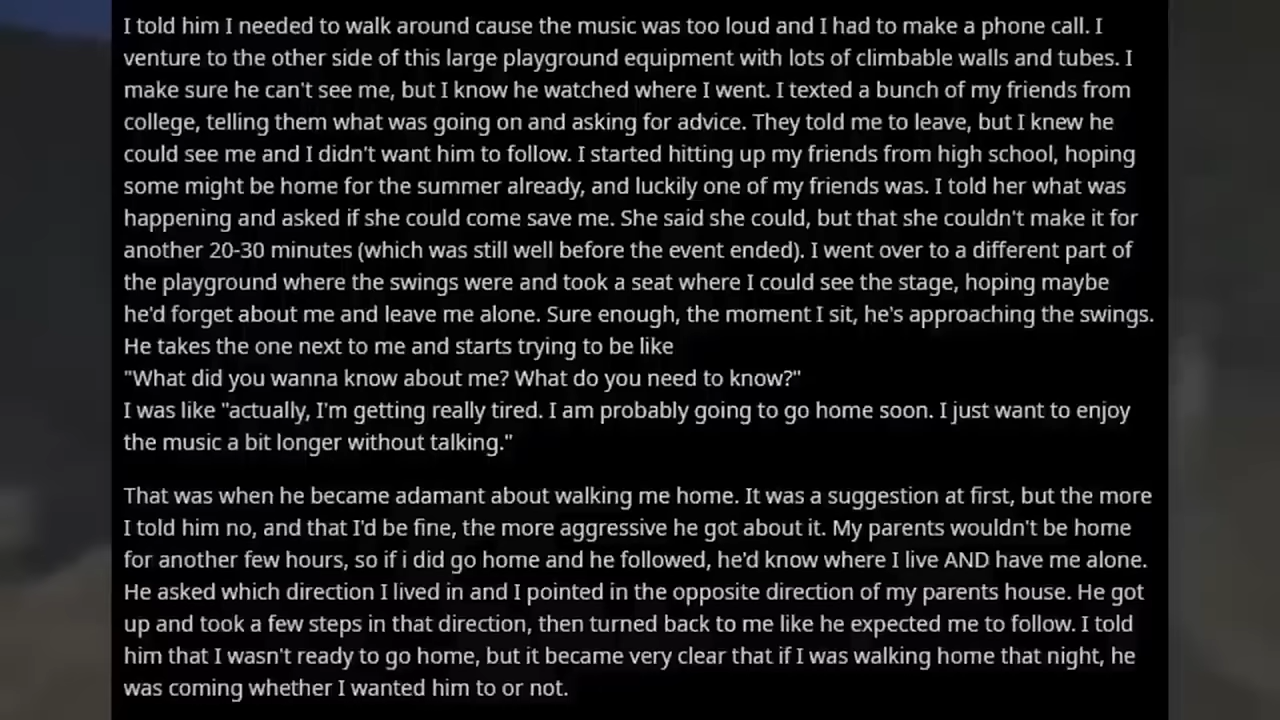 I told him I needed to walk around cause the music was too loud and I had to make a phone call. I
venture to the other side of this large playground equipment with lots of climbable walls and tubes. I
make sure he can't see me, but I know he watched where I went. I texted a bunch of my friends from
college, telling them what was going on and asking for advice. They told me to leave, but I knew he
could see me and I didn't want him to follow. I started hitting up my friends from high school, hoping
some might be home for the summer already, and luckily one of my friends was. I told her what was
happening and asked if she could come save me. She said she could, but that she couldn't make it for
another 20-30 minutes (which was still well before the event ended). I went over to a different part of
the playground where the swings were and took a seat where I could see the stage, hoping maybe
he'd forget about me and leave me alone. Sure enough, the moment I sit, he's approaching the swings.
He takes the one next to me and starts trying to be like
"What did you wanna know about me? What do you need to know?"
I was like "actually, I'm getting really tired. I am probably going to go home soon. I just want to enjoy
the music a bit longer without talking."
That was when he became adamant about walking me home. It was a suggestion at first, but the more
I told him no, and that I'd be fine, the more aggressive he got about it. My parents wouldn't be home
for another few hours, so if i did go home and he followed, he'd know where I live AND have me alone.
He asked which direction I lived in and I pointed in the opposite direction of my parents house. He got
up and took a few steps in that direction, then turned back to me like he expected me to follow. I told
him that I wasn't ready to go home, but it became very clear that if I was walking home that night, he
was coming whether I wanted him to or not.